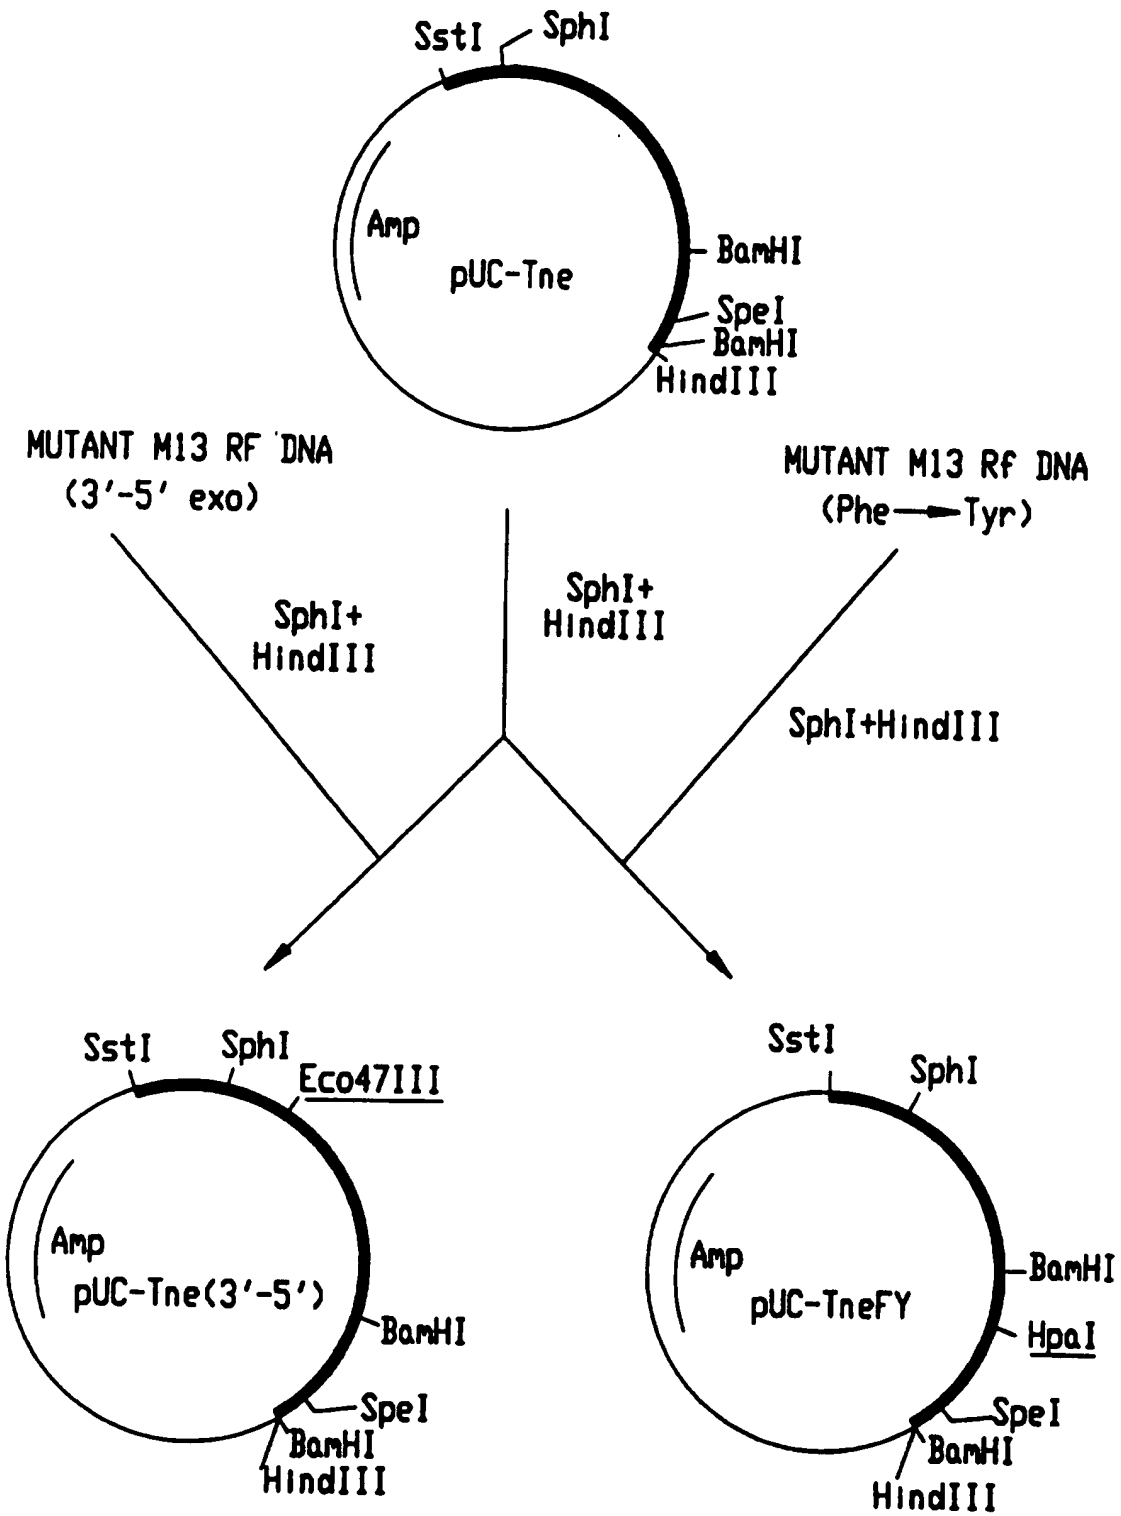 SstI
SphI
Amp
pUC-Tne
BamHI
SpeI
BamHI
HindIII
MUTANT M13 RF DNA
(3'-5' exo)
MUTANT M13 Rf DNA
(Phe→Tyr)
SphI+
HindIII
SphI+
HindIII
SphI+HindIII
SstI
SphI
Eco47III
Amp
pUC-Tne(3'-5')
BamHI
SpeI
BamHI
HindIII
SstI
SphI
Amp
pUC-TneFY
BamHI
HpaI
SpeI
BamHI
HindIII